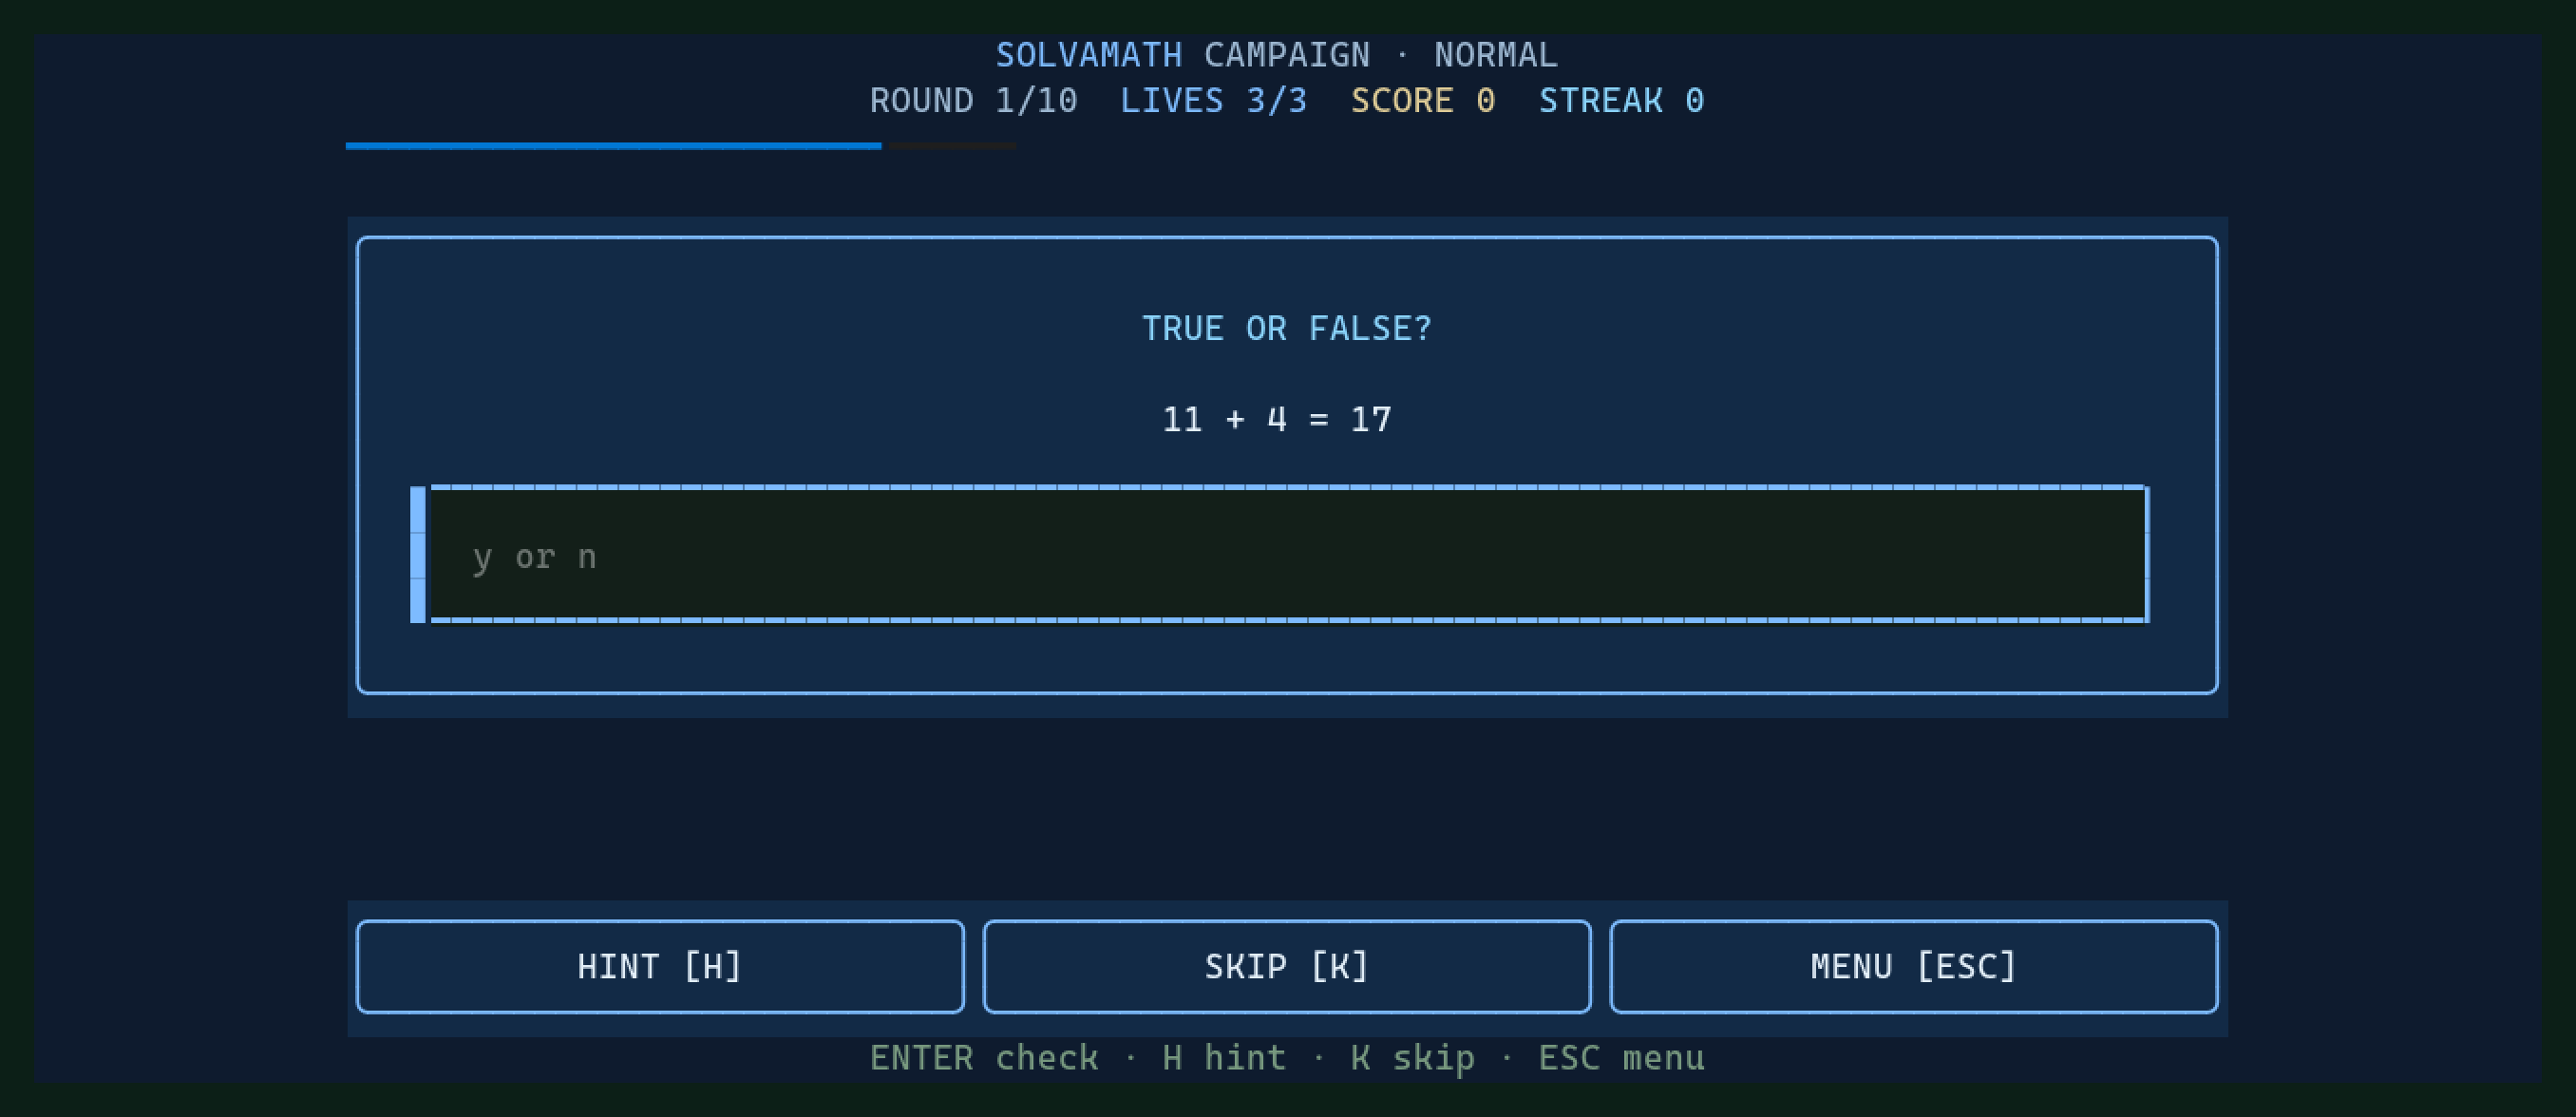 SOLVAMATH CAMPAIGN · NORMAL
ROUND 1/10 LIVES 3/3 SCORE 0 STREAK 0
TRUE OR FALSE?
11 + 4 = 17
y or n
HINT [H] SKIP [K] MENU [ESC]
ENTER check · H hint · K skip · ESC menu